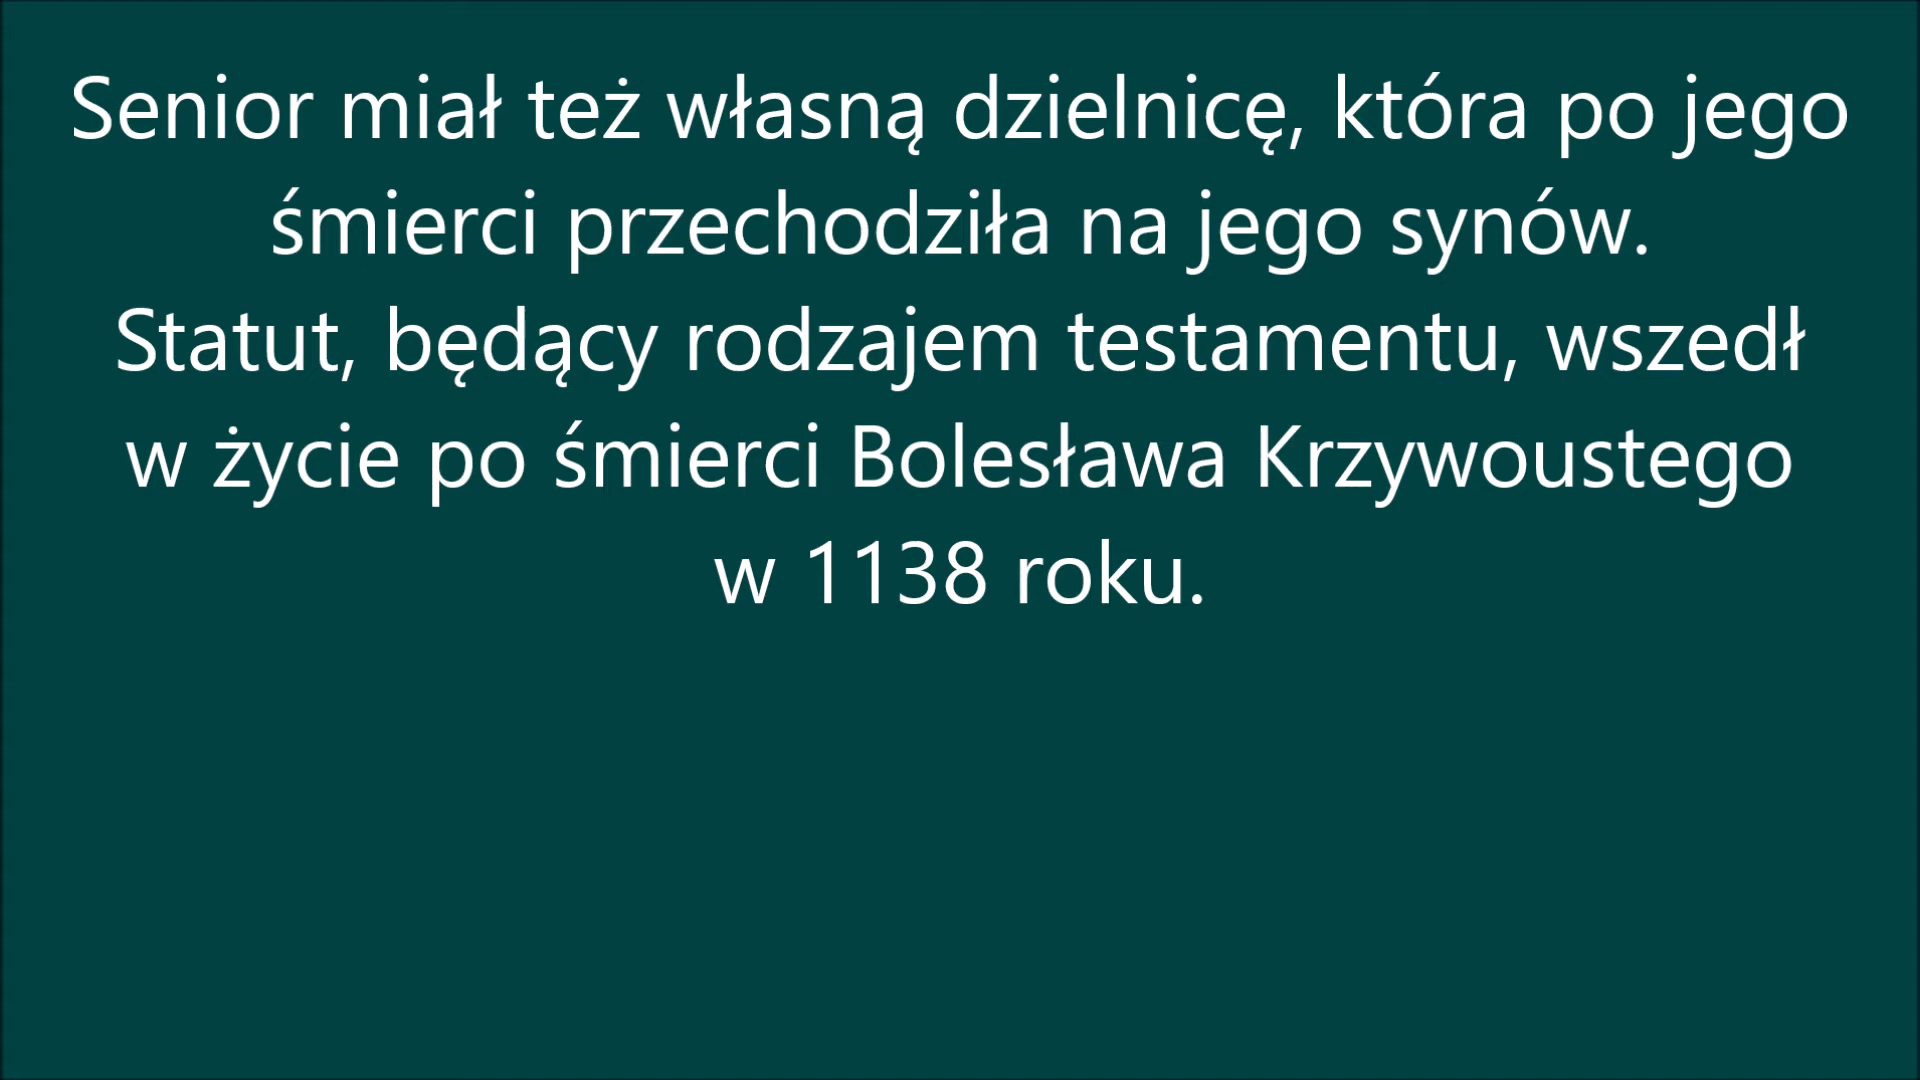 Senior miał też własną dzielnicę, która po jego
śmierci przechodziła na jego synów.
Statut, będący rodzajem testamentu, wszedł
w życie po śmierci Bolesława Krzywoustego
w 1138 roku.